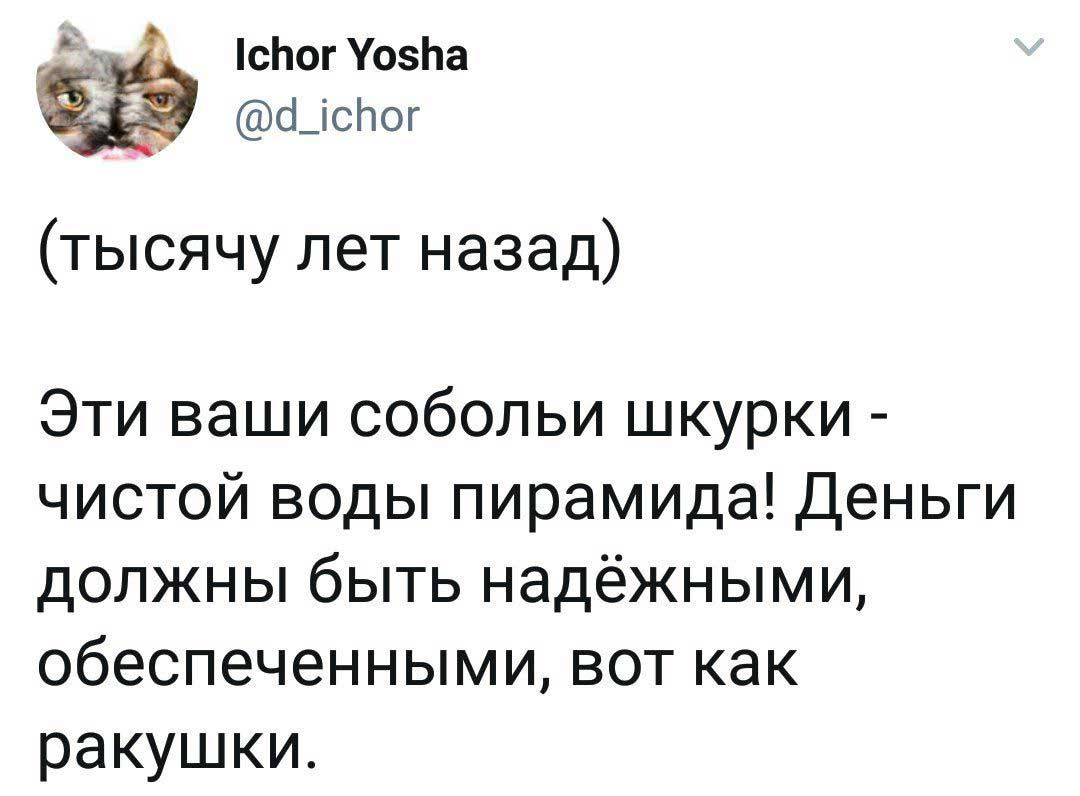 Ichor Yosha
@d_ichor
(тысячу лет назад)
Эти ваши собольи шкурки -
чистой воды пирамида! Деньги
должны быть надёжными,
обеспеченными, вот как
ракушки.